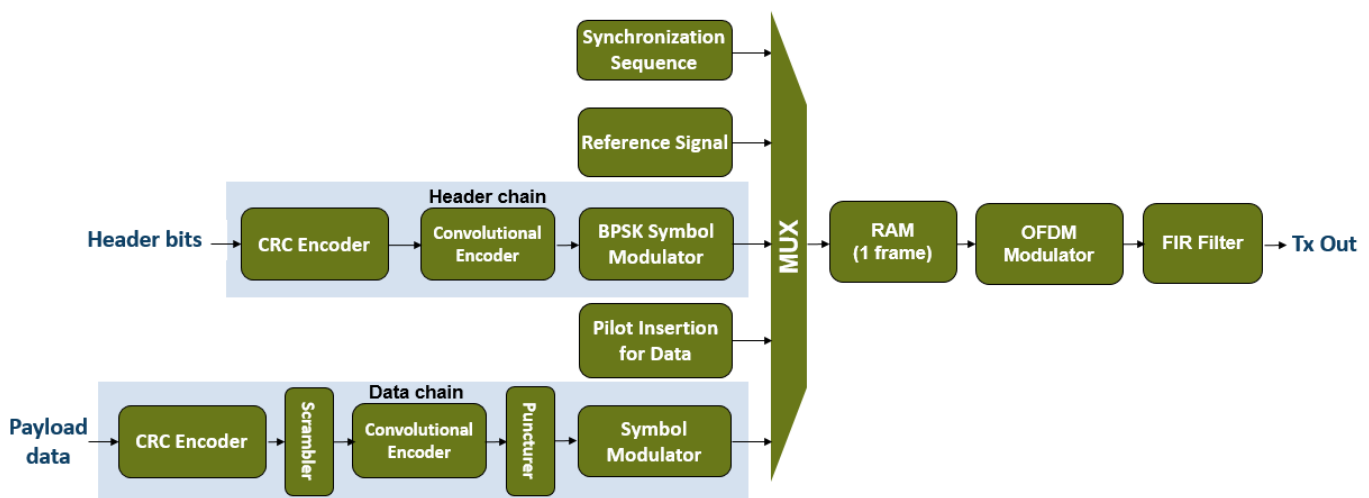 Synchronization
Sequence
Reference Signal
Header chain
Header bits
CRC Encoder
Convolutional
Encoder
BPSK Symbol
Modulator
MUX
RAM
(1 frame)
OFDM
Modulator
FIR Filter
Tx Out
Pilot Insertion
for Data
Data chain
Payload
data
CRC Encoder
Scrambler
Convolutional
Encoder
Puncturer
Symbol
Modulator